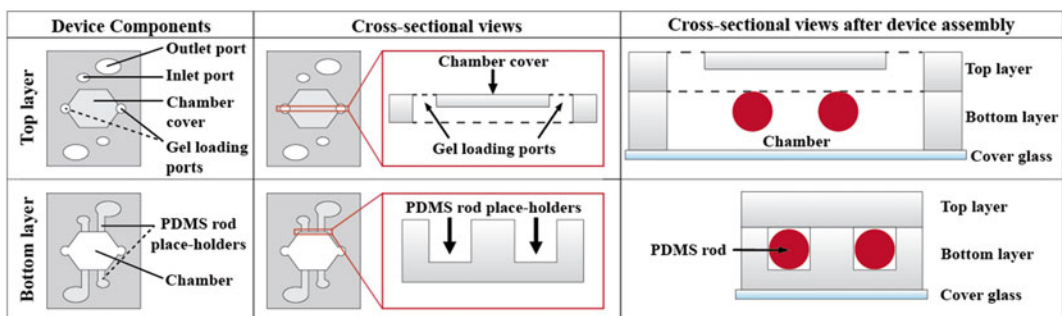 Device Components
Cross-sectional views
Cross-sectional views after device assembly
Top layer
Outlet port
Inlet port
Chamber
cover
Gel loading
ports
Chamber cover
Gel loading ports
Top layer
Bottom layer
Chamber
Cover glass
Bottom layer
PDMS rod
place-holders
Chamber
PDMS rod place-holders
PDMS rod
Top layer
Bottom layer
Cover glass